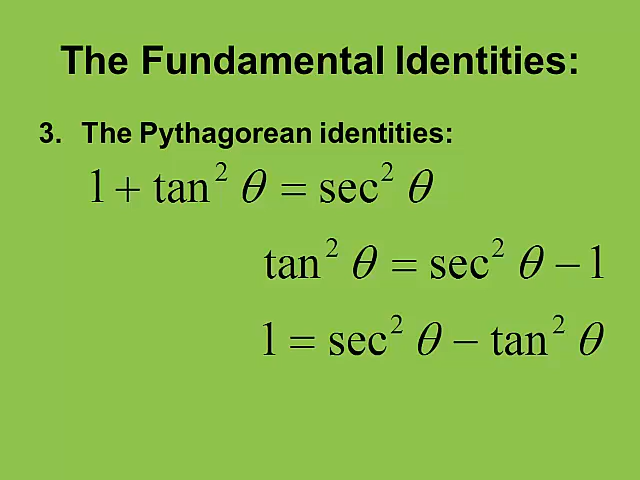 The Fundamental Identities:
3. The Pythagorean identities:
1 + tan² θ = sec² θ
tan² θ = sec² θ − 1
1 = sec² θ − tan² θ